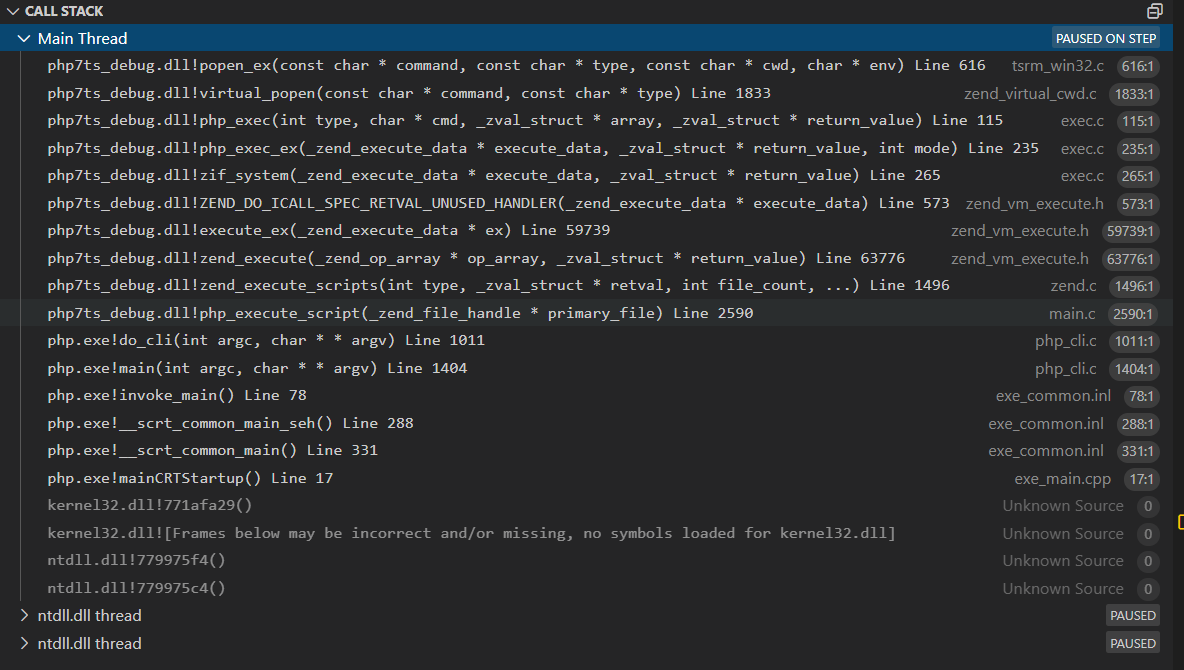 CALL STACK
Main Thread PAUSED ON STEP
php7ts_debug.dll!popen_ex(const char * command, const char * type, const char * cwd, char * env) Line 616 tsrm_win32.c 616:1
php7ts_debug.dll!virtual_popen(const char * command, const char * type) Line 1833 zend_virtual_cwd.c 1833:1
php7ts_debug.dll!php_exec(int type, char * cmd, _zval_struct * array, _zval_struct * return_value) Line 115 exec.c 115:1
php7ts_debug.dll!php_exec_ex(_zend_execute_data * execute_data, _zval_struct * return_value, int mode) Line 235 exec.c 235:1
php7ts_debug.dll!zif_system(_zend_execute_data * execute_data, _zval_struct * return_value) Line 265 exec.c 265:1
php7ts_debug.dll!ZEND_DO_ICALL_SPEC_RETVAL_UNUSED_HANDLER(_zend_execute_data * execute_data) Line 573 zend_vm_execute.h 573:1
php7ts_debug.dll!execute_ex(_zend_execute_data * ex) Line 59739 zend_vm_execute.h 59739:1
php7ts_debug.dll!zend_execute(_zend_op_array * op_array, _zval_struct * return_value) Line 63776 zend_vm_execute.h 63776:1
php7ts_debug.dll!zend_execute_scripts(int type, _zval_struct * retval, int file_count, ...) Line 1496 zend.c 1496:1
php7ts_debug.dll!php_execute_script(_zend_file_handle * primary_file) Line 2590 main.c 2590:1
php.exe!do_cli(int argc, char * * argv) Line 1011 php_cli.c 1011:1
php.exe!main(int argc, char * * argv) Line 1404 php_cli.c 1404:1
php.exe!invoke_main() Line 78 exe_common.inl 78:1
php.exe!__scrt_common_main_seh() Line 288 exe_common.inl 288:1
php.exe!__scrt_common_main() Line 331 exe_common.inl 331:1
php.exe!mainCRTStartup() Line 17 exe_main.cpp 17:1
kernel32.dll!771afa29() Unknown Source 0
kernel32.dll![Frames below may be incorrect and/or missing, no symbols loaded for kernel32.dll] Unknown Source 0
ntdll.dll!779975f4() Unknown Source 0
ntdll.dll!779975c4() Unknown Source 0
ntdll.dll thread PAUSED
ntdll.dll thread PAUSED